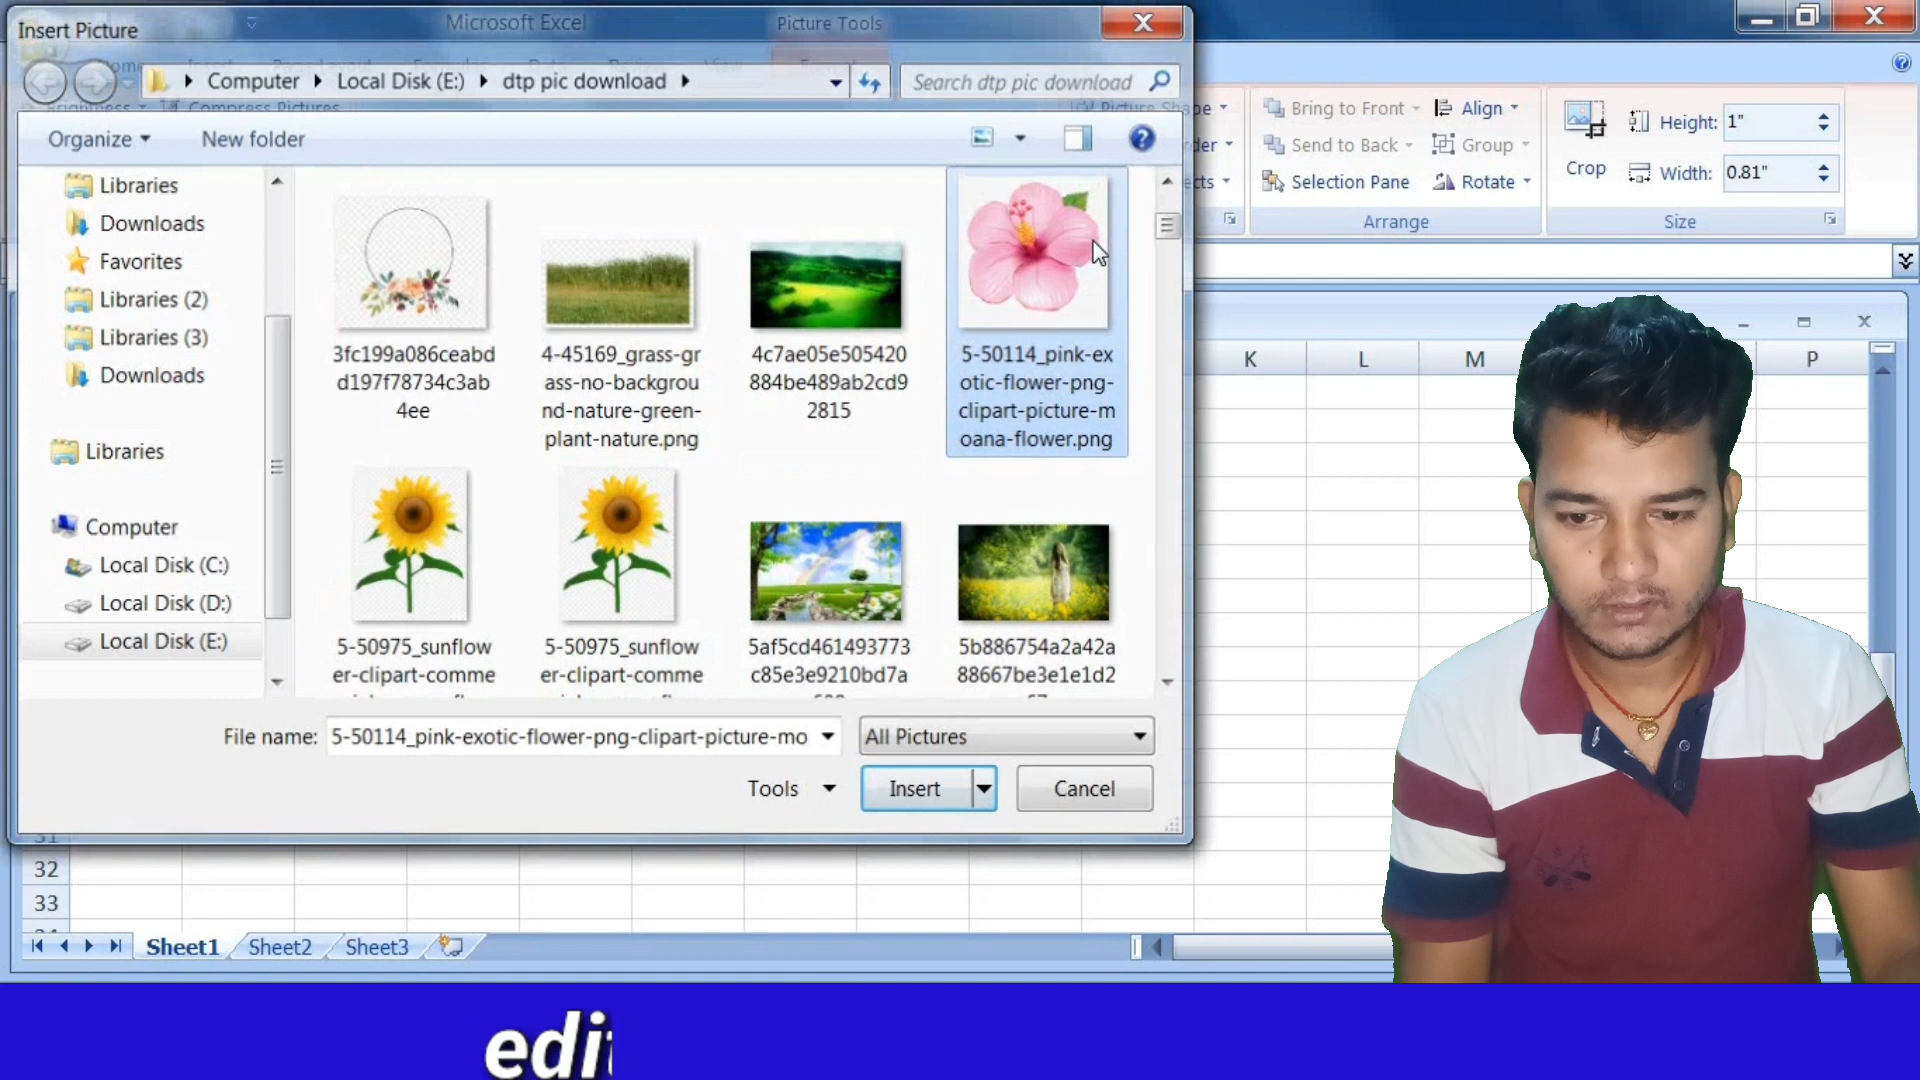 Insert Picture
Microsoft Excel
Picture Tools
Computer
Local Disk (E:)
dtp pic download
Search dtp pic download
Compress Pictures
Organize
New folder
Bring to Front
Align
Send to Back
Group
Selection Pane
Rotate
Arrange
Crop
Height: 1"
Width: 0.81"
Size
Libraries
Downloads
Favorites
Libraries (2)
Libraries (3)
Downloads
Libraries
Computer
Local Disk (C:)
Local Disk (D:)
Local Disk (E:)
3fc199a086ceabd
d197f78734c3ab
4ee
4-45169_grass-gr
ass-no-backgrou
nd-nature-green-
plant-nature.png
4c7ae05e505420
884be489ab2cd9
2815
5-50114_pink-ex
otic-flower-png-
clipart-picture-m
oana-flower.png
5-50975_sunflow
er-clipart-comme
5-50975_sunflow
er-clipart-comme
5af5cd461493773
c85e3e9210bd7a
5b886754a2a42a
88667be3e1e1d2
File name: 5-50114_pink-exotic-flower-png-clipart-picture-mo
All Pictures
Tools
Insert
Cancel
K L M P
32
33
Sheet1 Sheet2 Sheet3
edit